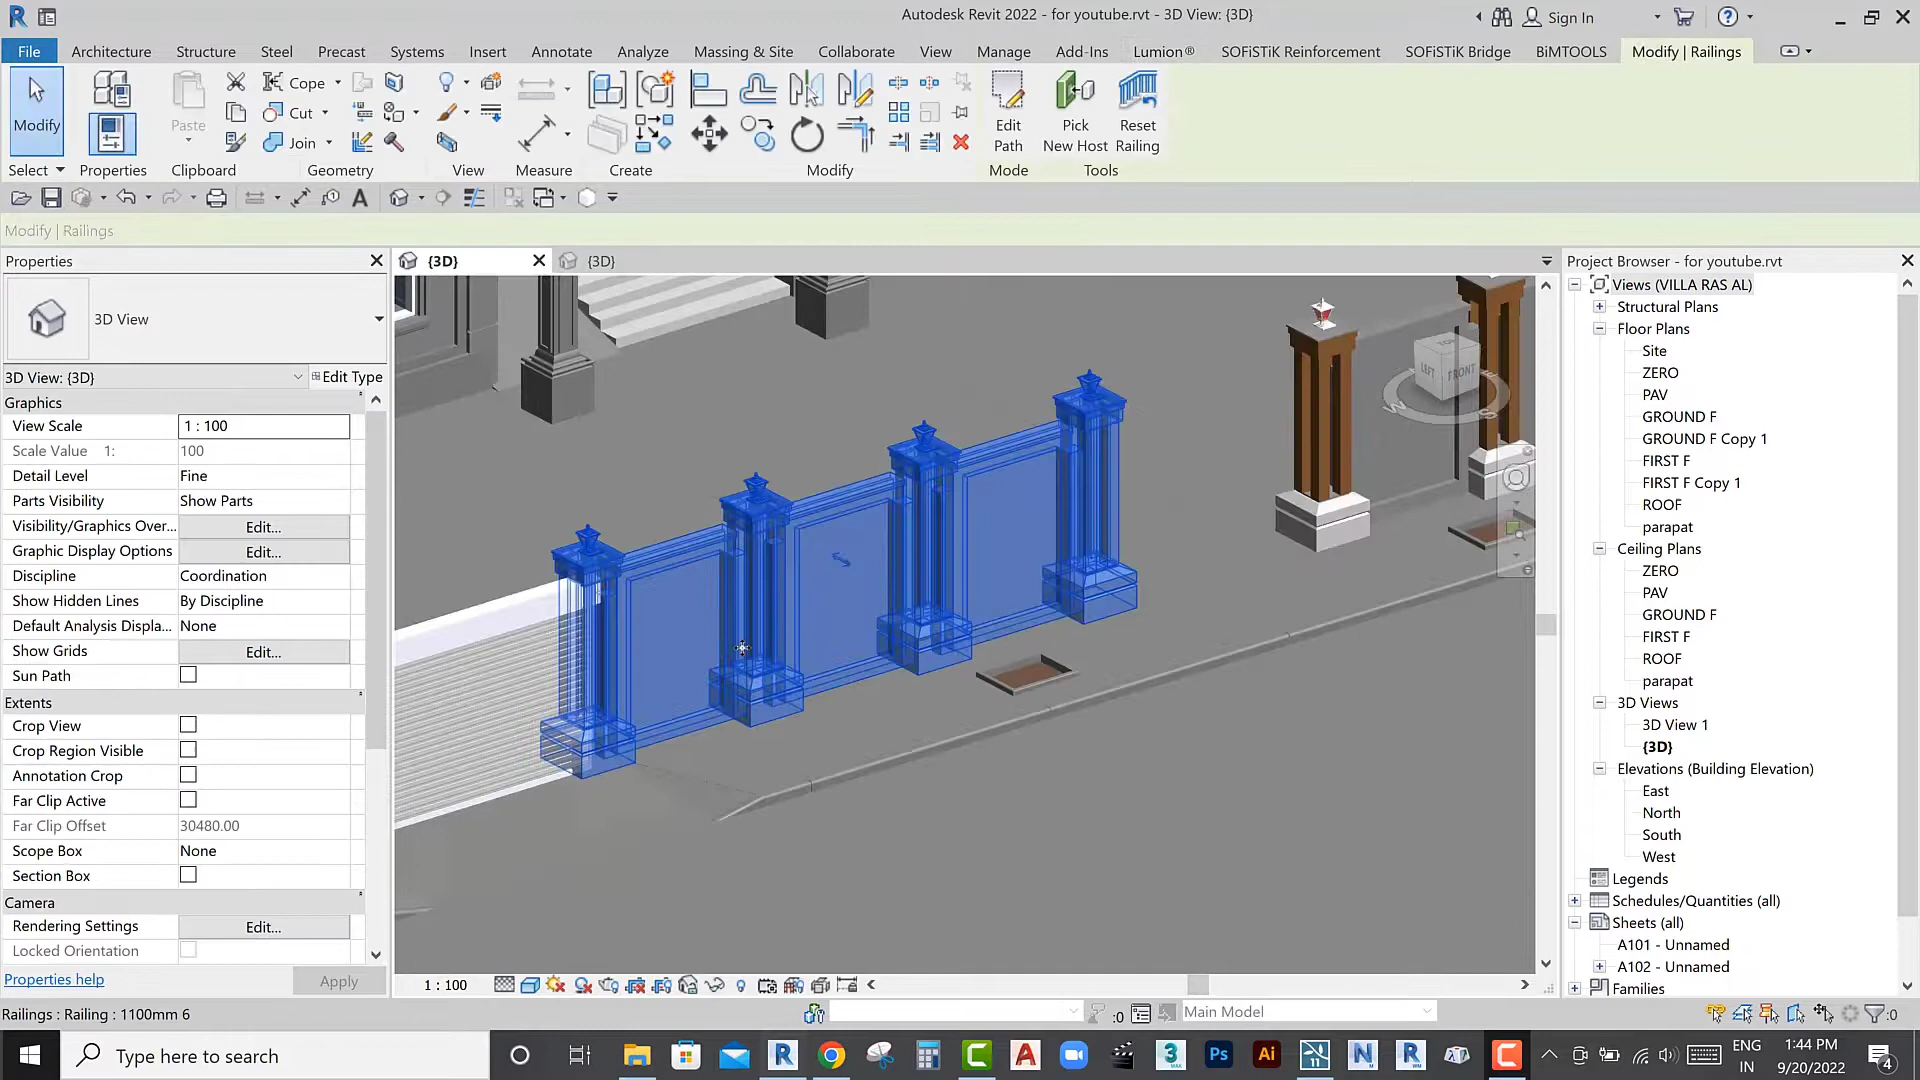 Autodesk Revit 2022 - for youtube.rvt - 3D View: {3D}
Sign In
File Architecture Structure Steel Precast Systems Insert Annotate Analyze Massing & Site Collaborate View Manage Add-Ins Lumion® SOFiSTiK Reinforcement SOFiSTiK Bridge BiMTOOLS Modify | Railings
Modify
Paste
Cope
Cut
Join
Edit Path
Pick New Host
Reset Railing
Select Properties Clipboard Geometry View Measure Create Modify Mode Tools
Modify | Railings
Properties
{3D}
{3D}
Project Browser - for youtube.rvt
3D View
3D View: {3D}
Edit Type
Graphics
View Scale 1 : 100
Scale Value 1: 100
Detail Level Fine
Parts Visibility Show Parts
Visibility/Graphics Over... Edit...
Graphic Display Options Edit...
Discipline Coordination
Show Hidden Lines By Discipline
Default Analysis Displa... None
Show Grids Edit...
Sun Path
Extents
Crop View
Crop Region Visible
Annotation Crop
Far Clip Active
Far Clip Offset 30480.00
Scope Box None
Section Box
Camera
Rendering Settings Edit...
Locked Orientation
Properties help
Apply
TOP
LEFT
FRONT
W
S
Views (VILLA RAS AL)
Structural Plans
Floor Plans
Site
ZERO
PAV
GROUND F
GROUND F Copy 1
FIRST F
FIRST F Copy 1
ROOF
parapat
Ceiling Plans
ZERO
PAV
GROUND F
FIRST F
ROOF
parapat
3D Views
3D View 1
{3D}
Elevations (Building Elevation)
East
North
South
West
Legends
Schedules/Quantities (all)
Sheets (all)
A101 - Unnamed
A102 - Unnamed
Families
1 : 100
Railings : Railing : 1100mm 6
:0
Main Model
:0
Type here to search
ENG
IN
1:44 PM
9/20/2022
4